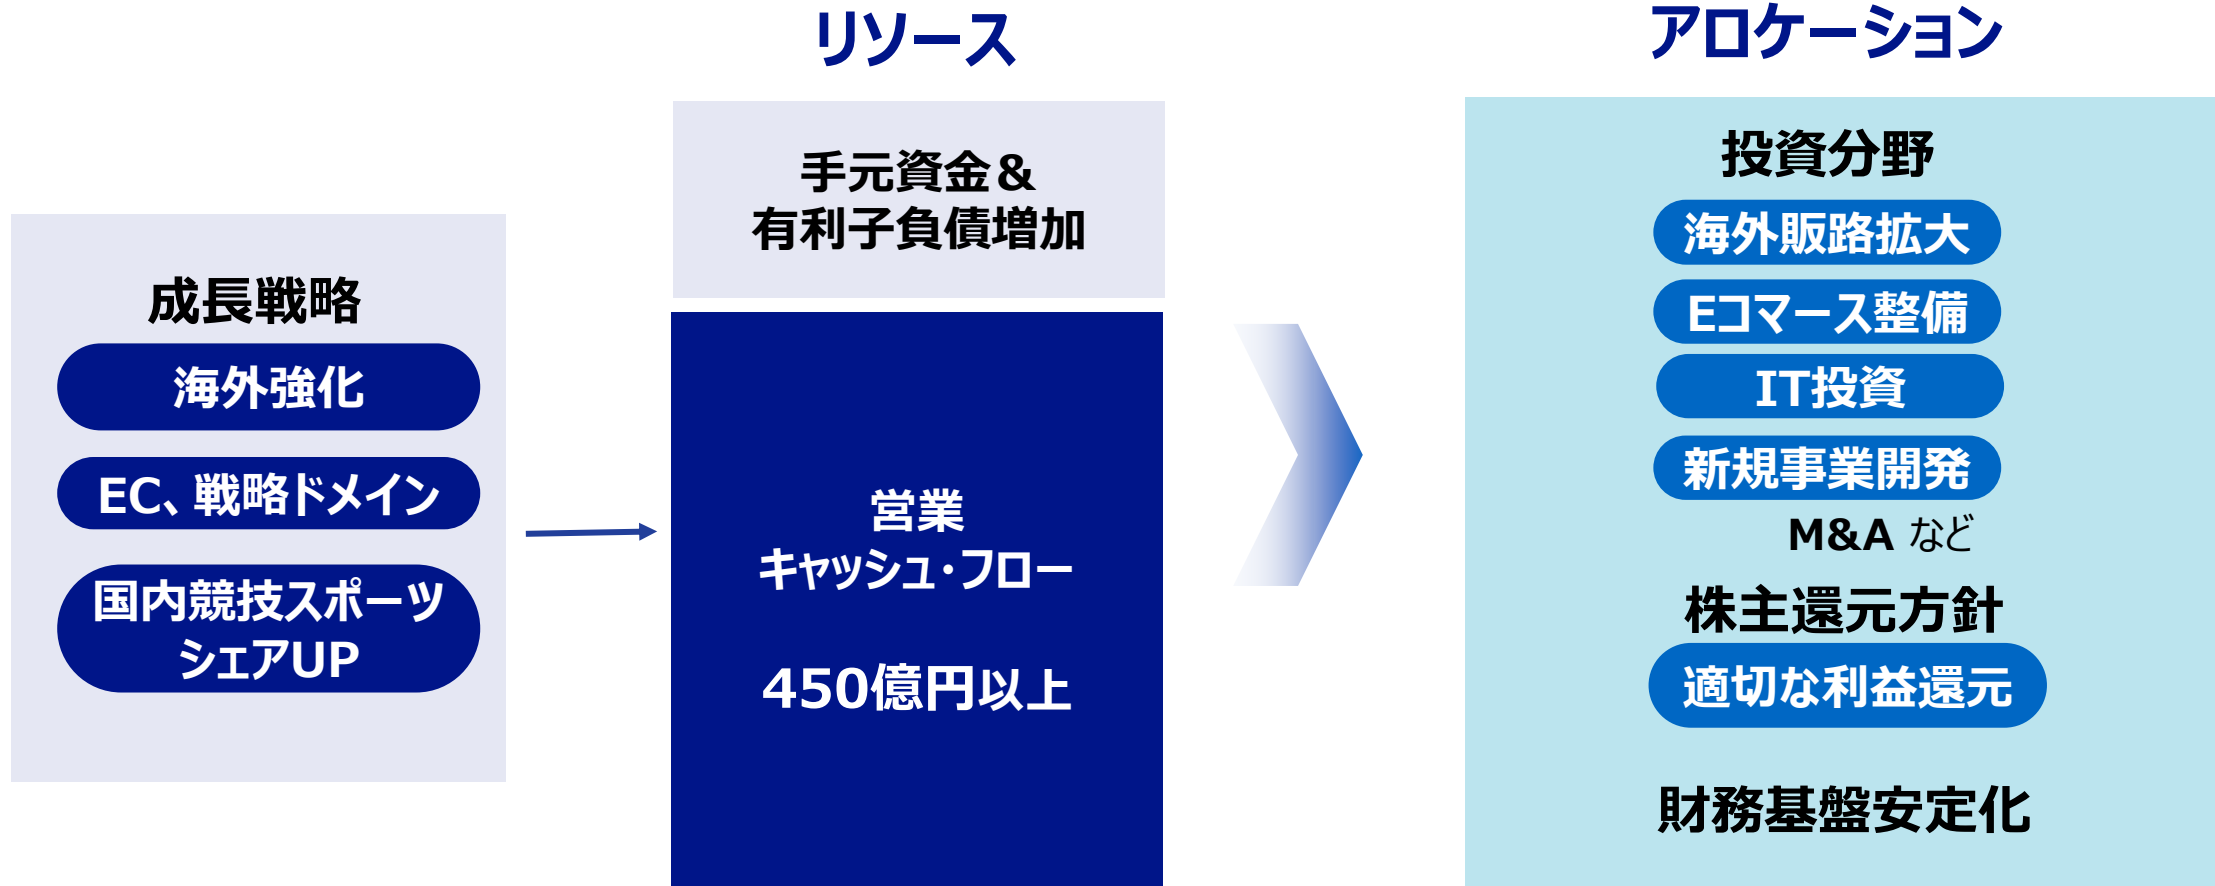 リソース
アロケーション
成長戦略
海外強化
EC、戦略ドメイン
国内競技スポーツ
シェアUP
手元資金&
有利子負債増加
営業
キャッシュ・フロー
450億円以上
投資分野
海外販路拡大
Eコマース整備
IT投資
新規事業開発
M&A など
株主還元方針
適切な利益還元
財務基盤安定化